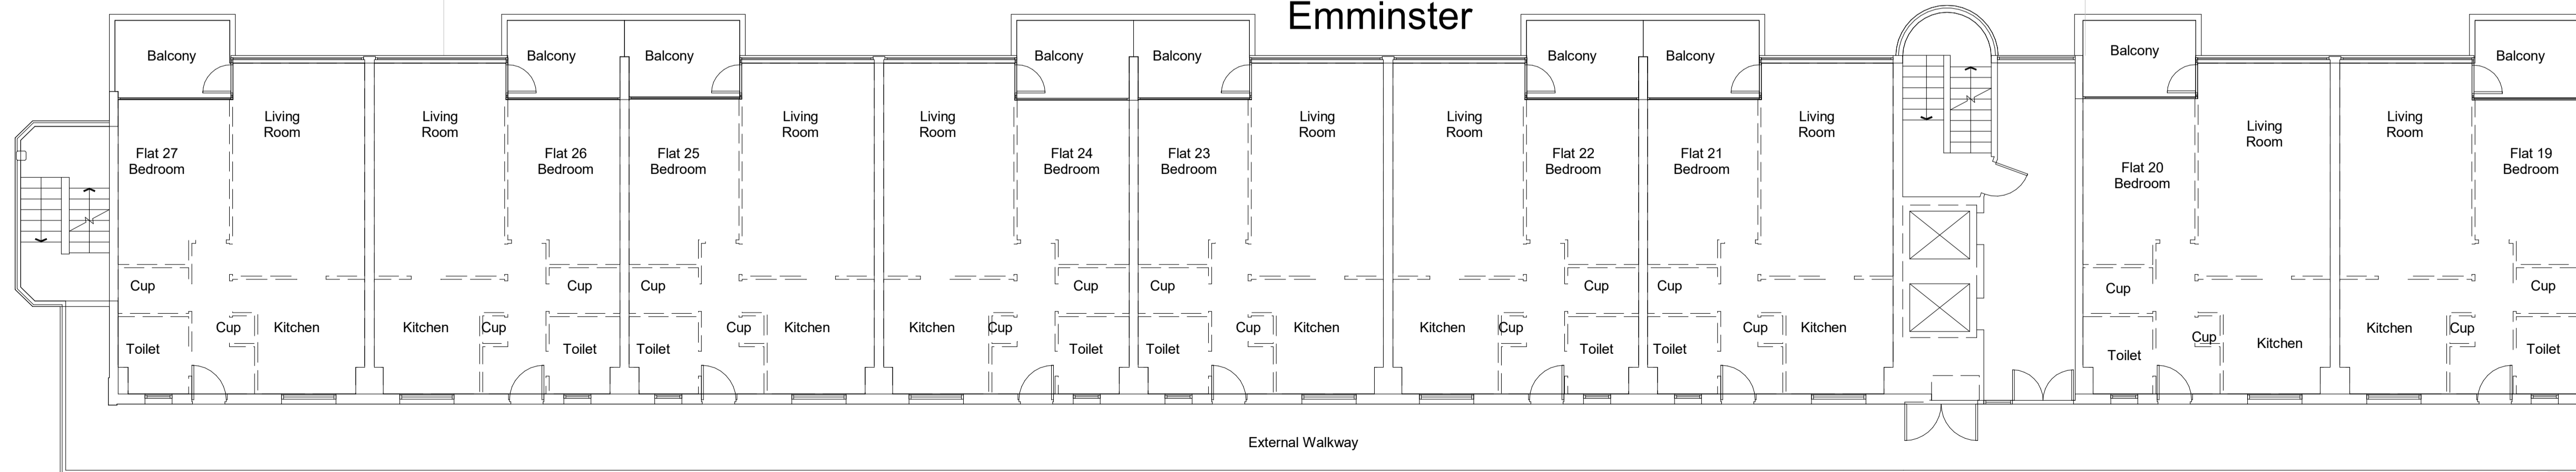 Emminster
Balcony
Balcony
Balcony
Balcony
Balcony
Balcony
Balcony
Balcony
Balcony
Living
Room
Living
Room
Living
Room
Living
Room
Living
Room
Living
Room
Living
Room
Living
Room
Living
Room
Flat 27
Bedroom
Flat 26
Bedroom
Flat 25
Bedroom
Flat 24
Bedroom
Flat 23
Bedroom
Flat 22
Bedroom
Flat 21
Bedroom
Flat 20
Bedroom
Flat 19
Bedroom
Cup
Cup
Cup
Cup
Cup
Cup
Cup
Cup
Cup
Cup
Kitchen
Kitchen
Cup
Cup
Kitchen
Kitchen
Cup
Cup
Kitchen
Kitchen
Cup
Cup
Kitchen
Cup
Kitchen
Kitchen
Cup
Toilet
Toilet
Toilet
Toilet
Toilet
Toilet
Toilet
Toilet
Toilet
External Walkway